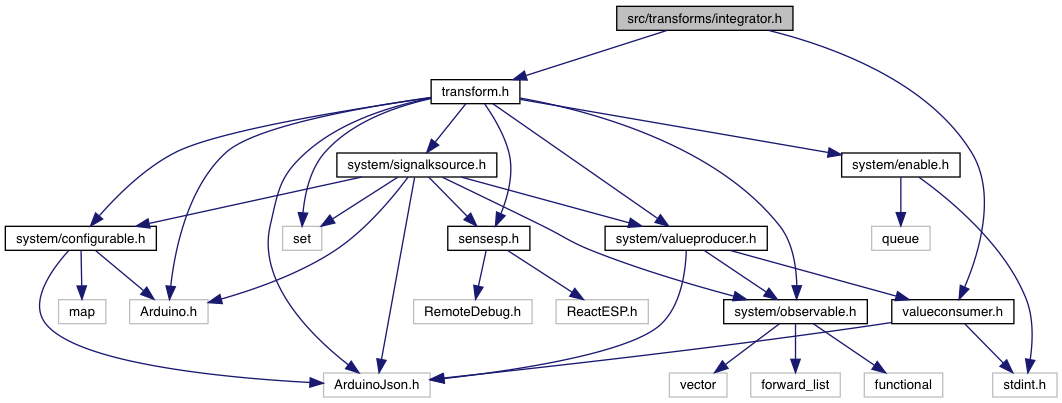 src/transforms/integrator.h
transform.h
system/signalksource.h
system/enable.h
system/configurable.h
set
sensesp.h
system/valueproducer.h
queue
map
Arduino.h
RemoteDebug.h
ReactESP.h
system/observable.h
valueconsumer.h
ArduinoJson.h
vector
forward_list
functional
stdint.h